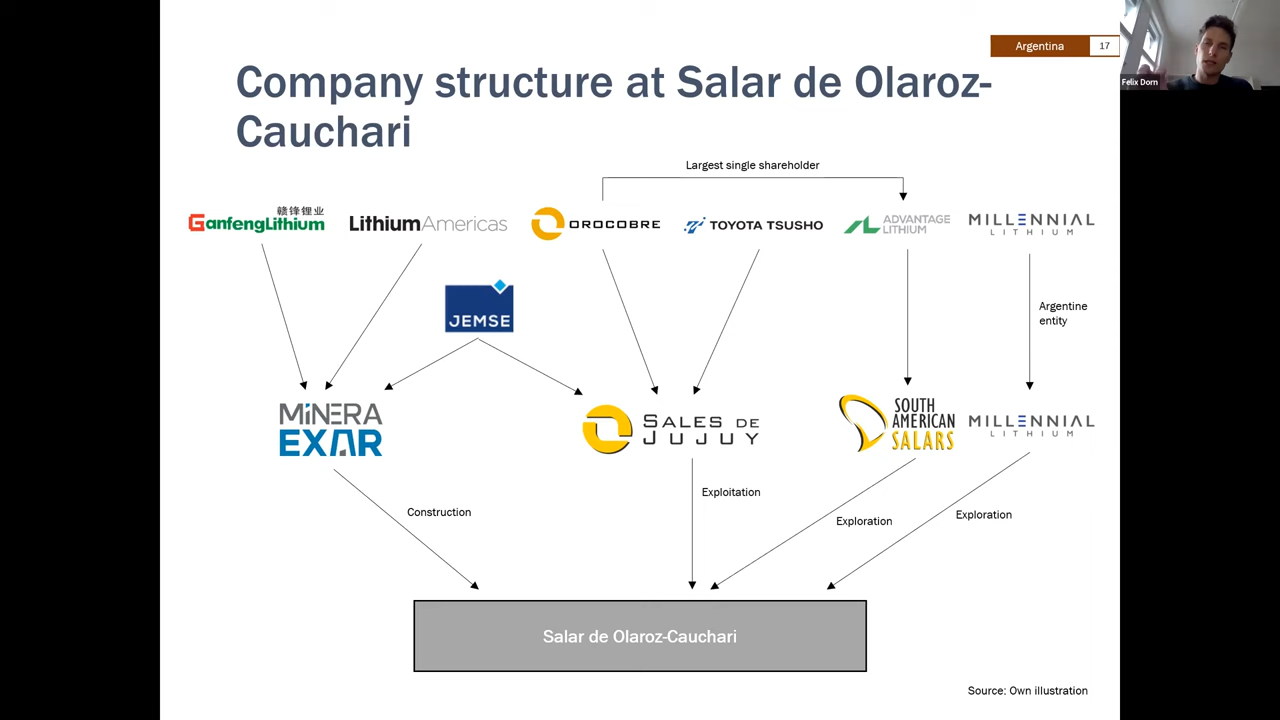 Argentina 17
Felix Dorn
Company structure at Salar de Olaroz-
Cauchari
Largest single shareholder
赣锋锂业
GanfengLithium
LithiumAmericas
OROCOBRE
TOYOTA TSUSHO
ADVANTAGE
LITHIUM
MILLENNIAL
LITHIUM
JEMSE
Argentine
entity
MiNERA
EXAR
SALES DE
JUJUY
SOUTH
AMERICAN
SALARS
MILLENNIAL
LITHIUM
Construction
Exploitation
Exploration
Exploration
Salar de Olaroz-Cauchari
Source: Own illustration